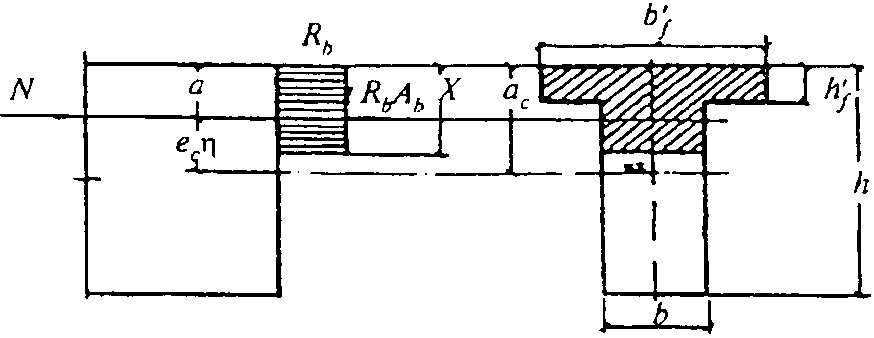 R_b b'_f
N a R_bA_b X a_c h'_f
e_cη h
b